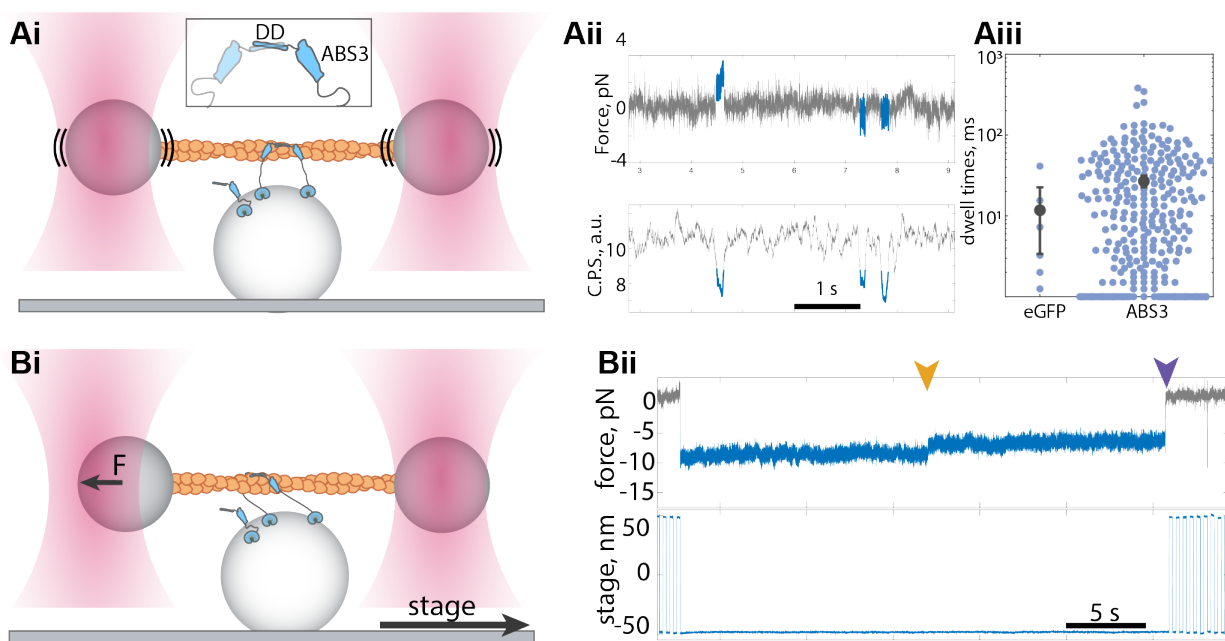 Ai
DD
ABS3
Aii
4
0
-4
Force, pN
3 4 5 6 7 8 9
10
8
C.P.S., a.u.
1 s
Aiii
10³
10²
10¹
dwell times, ms
eGFP ABS3
Bi
F
stage
Bii
0
-5
-10
-15
force, pN
50
0
-50
stage, nm
5 s